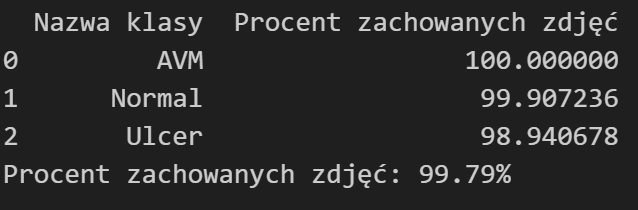 Nazwa klasy Procent zachowanych zdjęć
0 AVM 100.000000
1 Normal 99.907236
2 Ulcer 98.940678
Procent zachowanych zdjęć: 99.79%